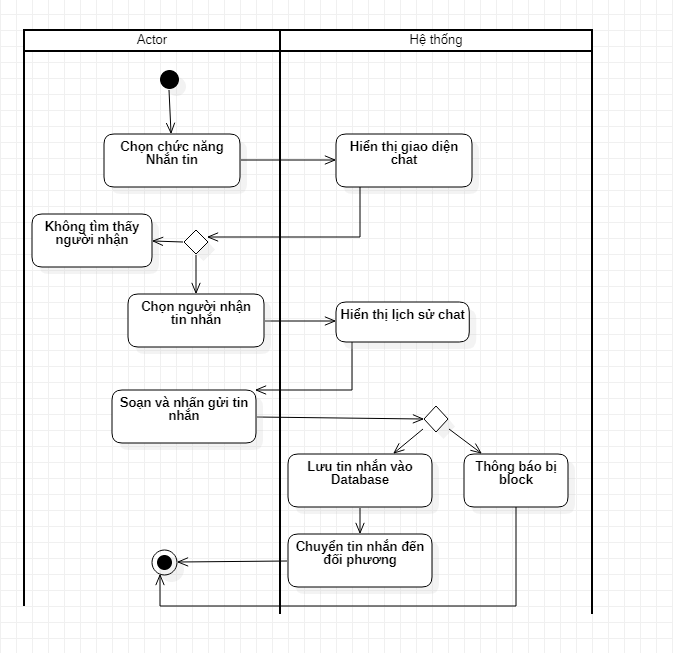 Actor
Hệ thống
Chọn chức năng
Nhắn tin
Hiển thị giao diện
chat
Không tìm thấy
người nhận
Chọn người nhận
tin nhắn
Hiển thị lịch sử chat
Soạn và nhấn gửi tin
nhắn
Lưu tin nhắn vào
Database
Thông báo bị
block
Chuyển tin nhắn đến
đối phương